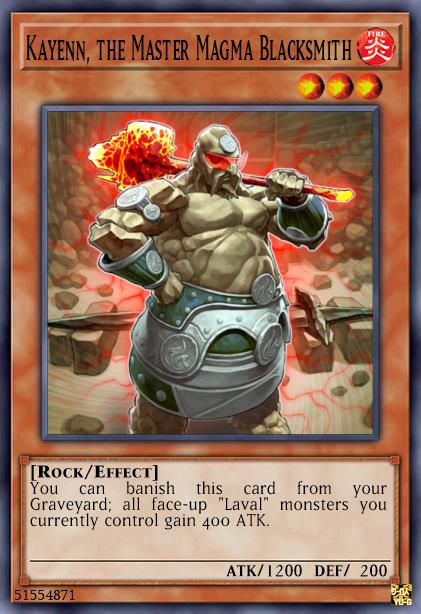 Kayenn, the Master Magma Blacksmith
FIRE
炎
[Rock/Effect]
You can banish this card from your
Graveyard; all face-up "Laval" monsters you
currently control gain 400 ATK.
ATK/1200 DEF/ 200
51554871